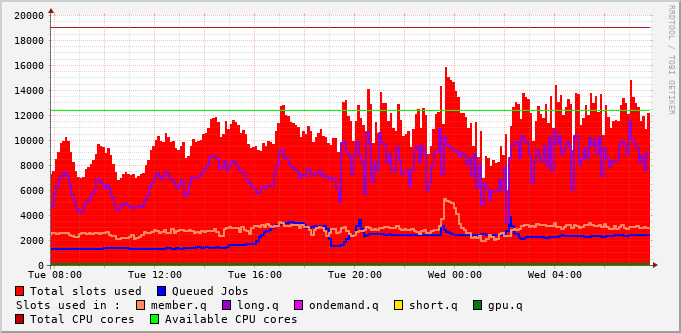 RRDTOOL / TOBI OETIKER
20000
18000
16000
14000
12000
10000
8000
6000
4000
2000
0
Tue 08:00 Tue 12:00 Tue 16:00 Tue 20:00 Wed 00:00 Wed 04:00
Total slots used Queued Jobs
Slots used in : member.q long.q ondemand.q short.q gpu.q
Total CPU cores Available CPU cores